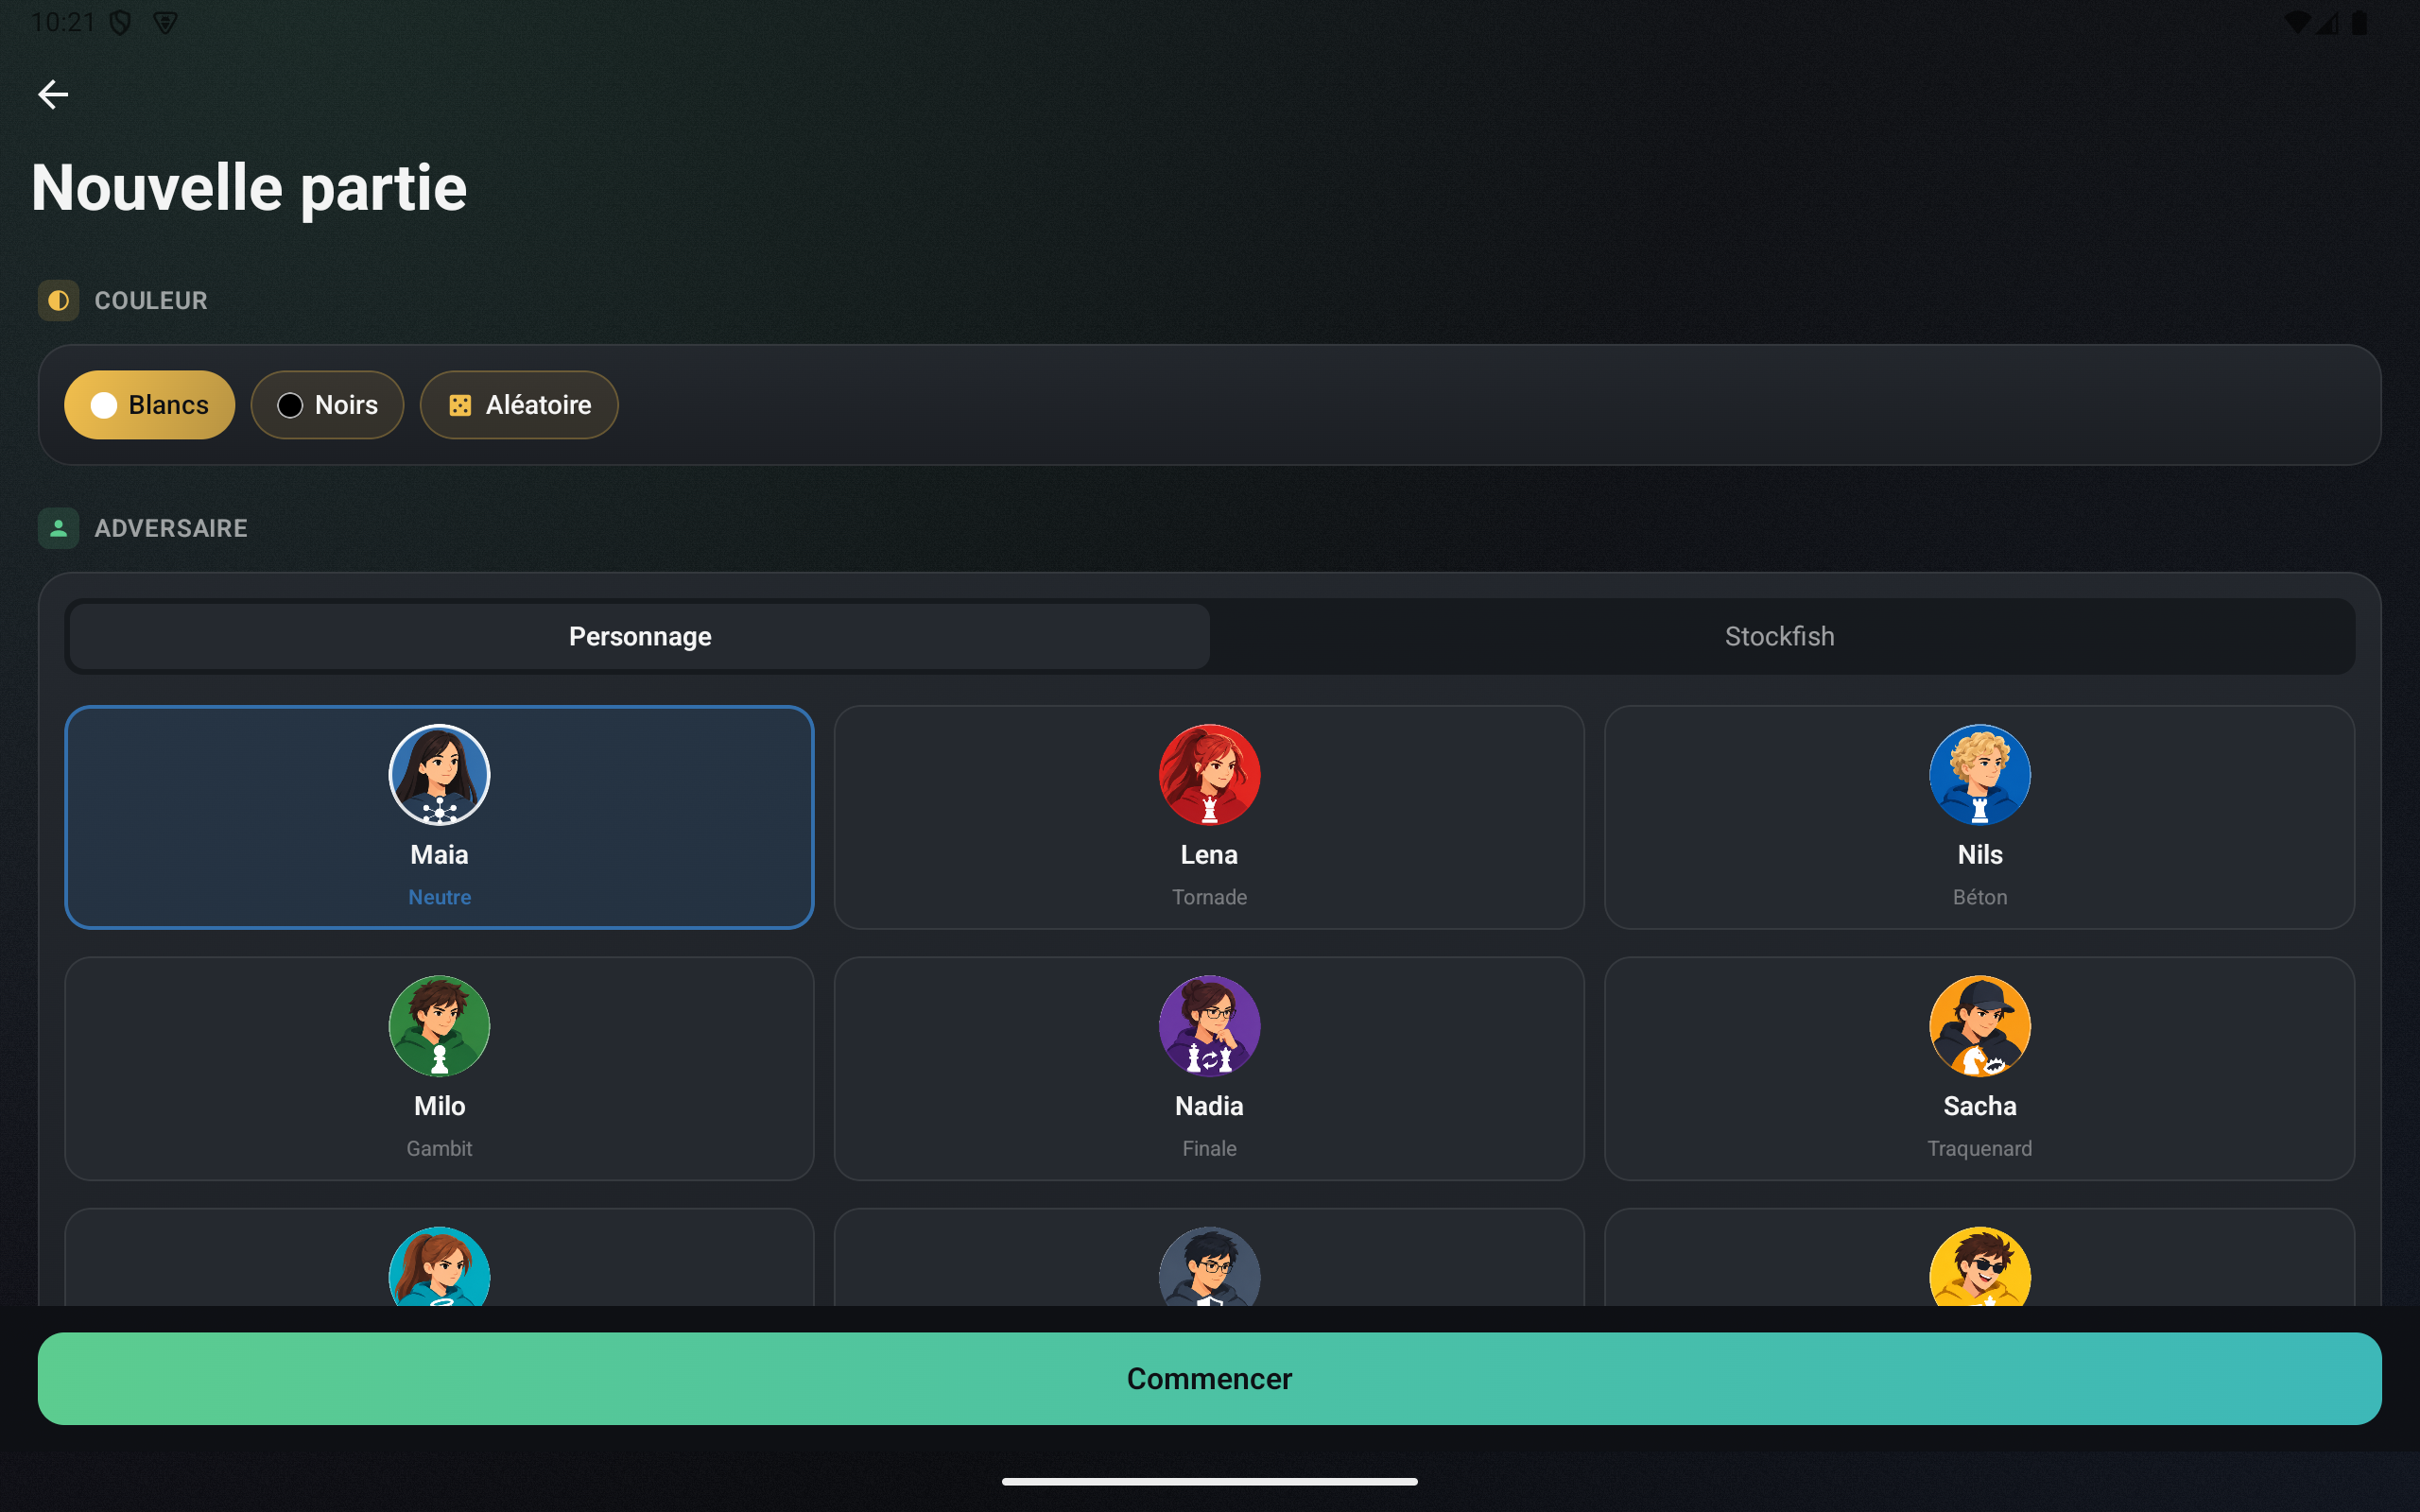 10:21
Nouvelle partie
COULEUR
Blancs Noirs Aléatoire
ADVERSAIRE
Personnage Stockfish
Maia Lena Nils
Neutre Tornade Béton
Milo Nadia Sacha
Gambit Finale Traquenard
Commencer